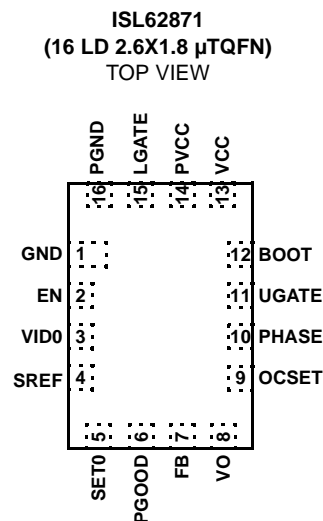 ISL62871
(16 LD 2.6X1.8 µTQFN)
TOP VIEW
PGND
LGATE
PVCC
VCC
16
15
14
13
GND 1
12 BOOT
EN 2
11 UGATE
VID0 3
10 PHASE
SREF 4
9 OCSET
5
6
7
8
SET0
PGOOD
FB
VO